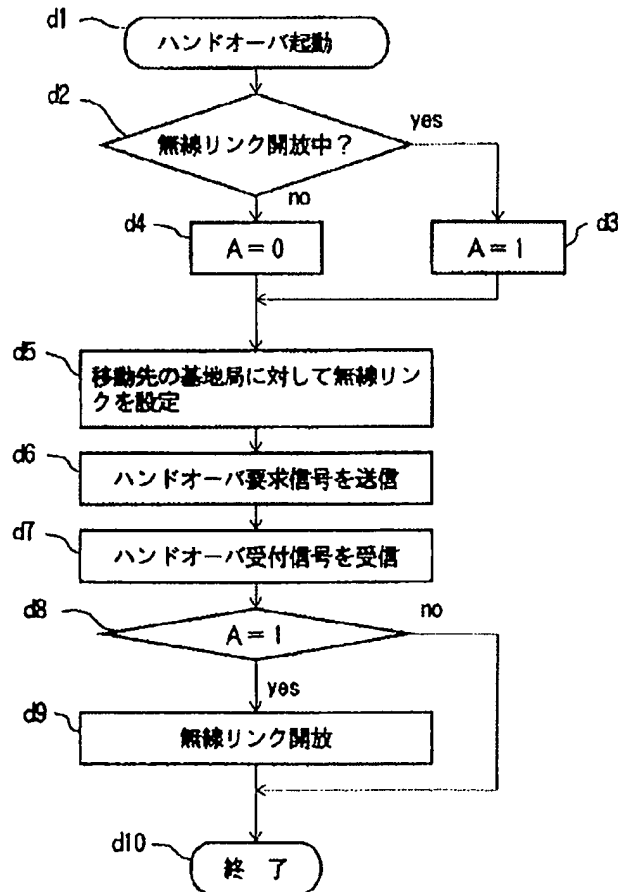 d1
ハンドオーバ起動
d2
無線リンク開放中？
yes
no
d4
A = 0
d3
A = 1
d5
移動先の基地局に対して無線リン
クを設定
d6
ハンドオーバ要求信号を送信
d7
ハンドオーバ受付信号を受信
d8
A = 1
no
yes
d9
無線リンク開放
d10
終 了